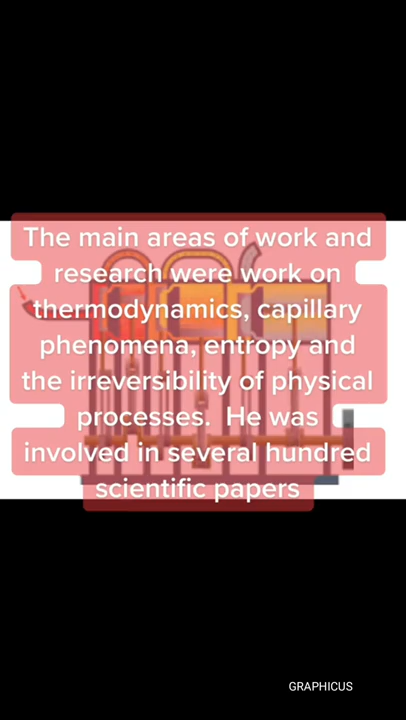 The main areas of work and
research were work on
thermodynamics, capillary
phenomena, entropy and
the irreversibility of physical
processes. He was
involved in several hundred
scientific papers
GRAPHICUS